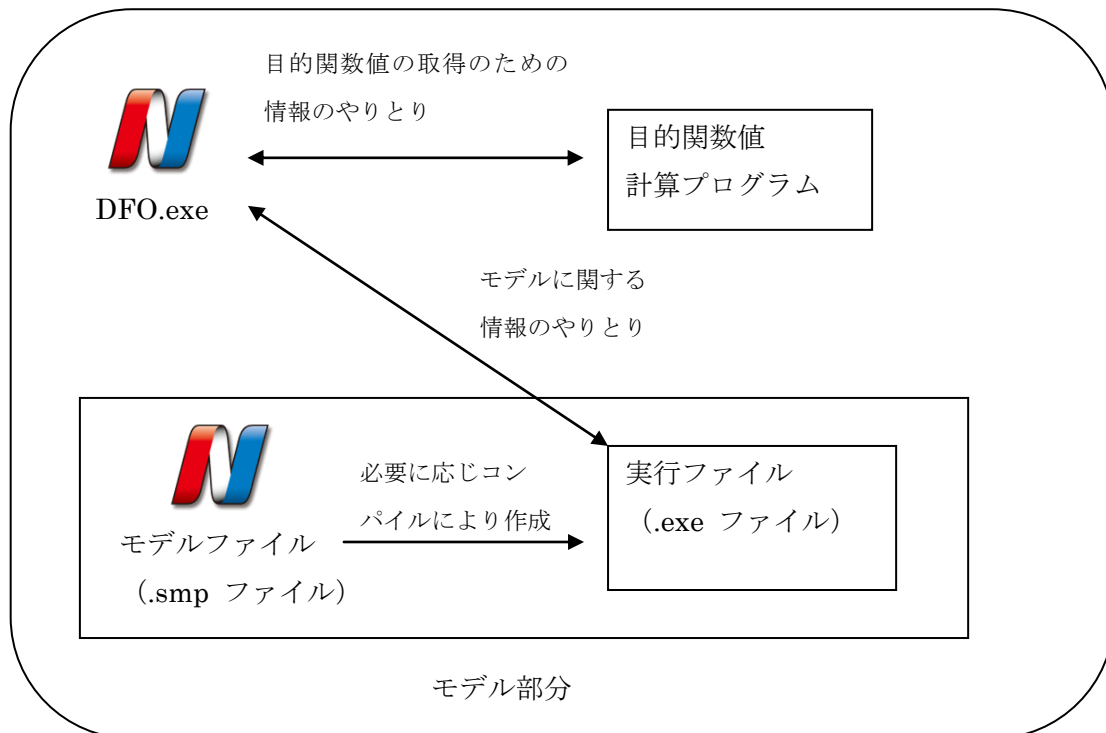 目的関数値の取得のための
情報のやりとり
目的関数値
計算プログラム
DFO.exe
モデルに関する
情報のやりとり
必要に応じコン
パイルにより作成
実行ファイル
（.exe ファイル）
モデルファイル
（.smp ファイル）
モデル部分